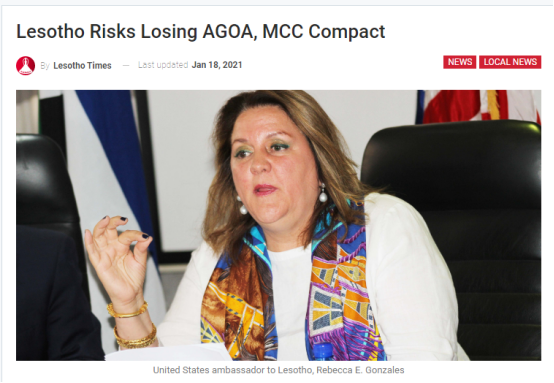 Lesotho Risks Losing AGOA, MCC Compact
By Lesotho Times — Last updated Jan 18, 2021
NEWS LOCAL NEWS
United States ambassador to Lesotho, Rebecca E. Gonzales